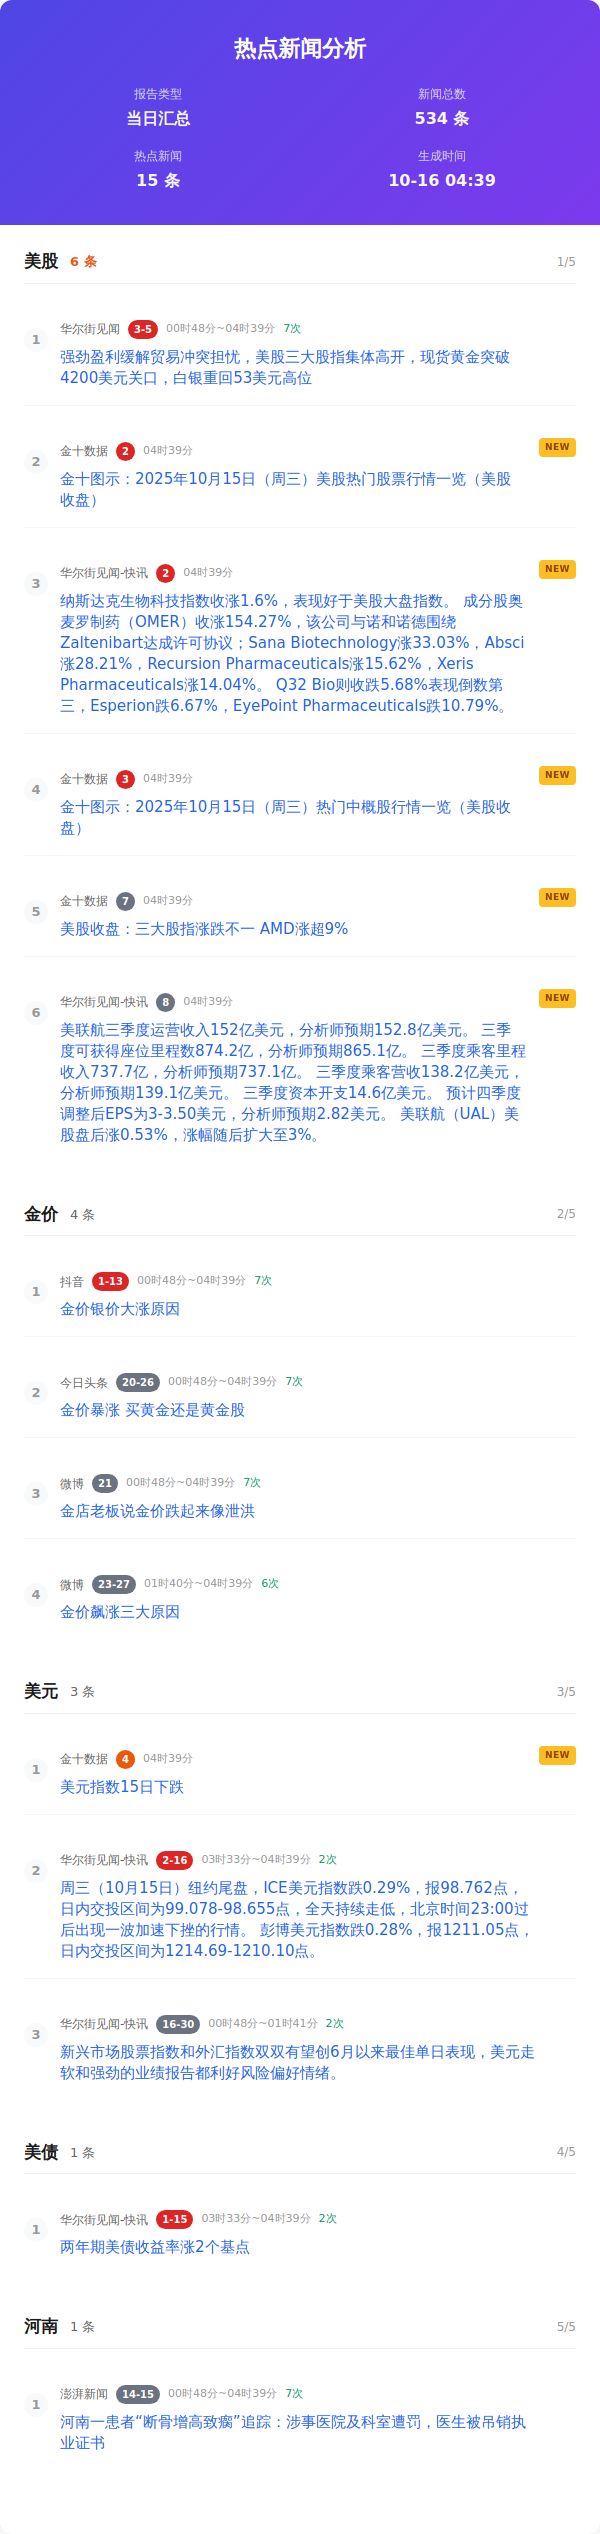 热点新闻分析
报告类型
当日汇总
新闻总数
534 条
热点新闻
15 条
生成时间
10-16 04:39
美股 6 条 1/5
1 华尔街见闻 3-5 00时48分~04时39分 7次
强劲盈利缓解贸易冲突担忧，美股三大股指集体高开，现货黄金突破
4200美元关口，白银重回53美元高位
2 金十数据 2 04时39分 NEW
金十图示：2025年10月15日（周三）美股热门股票行情一览（美股
收盘）
3 华尔街见闻-快讯 2 04时39分 NEW
纳斯达克生物科技指数收涨1.6%，表现好于美股大盘指数。 成分股奥
麦罗制药（OMER）收涨154.27%，该公司与诺和诺德围绕
Zaltenibart达成许可协议；Sana Biotechnology涨33.03%，Absci
涨28.21%，Recursion Pharmaceuticals涨15.62%，Xeris
Pharmaceuticals涨14.04%。 Q32 Bio则收跌5.68%表现倒数第
三，Esperion跌6.67%，EyePoint Pharmaceuticals跌10.79%。
4 金十数据 3 04时39分 NEW
金十图示：2025年10月15日（周三）热门中概股行情一览（美股收
盘）
5 金十数据 7 04时39分 NEW
美股收盘：三大股指涨跌不一 AMD涨超9%
6 华尔街见闻-快讯 8 04时39分 NEW
美联航三季度运营收入152亿美元，分析师预期152.8亿美元。 三季
度可获得座位里程数874.2亿，分析师预期865.1亿。 三季度乘客里程
收入737.7亿，分析师预期737.1亿。 三季度乘客营收138.2亿美元，
分析师预期139.1亿美元。 三季度资本开支14.6亿美元。 预计四季度
调整后EPS为3-3.50美元，分析师预期2.82美元。 美联航（UAL）美
股盘后涨0.53%，涨幅随后扩大至3%。
金价 4 条 2/5
1 抖音 1-13 00时48分~04时39分 7次
金价银价大涨原因
2 今日头条 20-26 00时48分~04时39分 7次
金价暴涨 买黄金还是黄金股
3 微博 21 00时48分~04时39分 7次
金店老板说金价跌起来像泄洪
4 微博 23-27 01时40分~04时39分 6次
金价飙涨三大原因
美元 3 条 3/5
1 金十数据 4 04时39分 NEW
美元指数15日下跌
2 华尔街见闻-快讯 2-16 03时33分~04时39分 2次
周三（10月15日）纽约尾盘，ICE美元指数跌0.29%，报98.762点，
日内交投区间为99.078-98.655点，全天持续走低，北京时间23:00过
后出现一波加速下挫的行情。 彭博美元指数跌0.28%，报1211.05点，
日内交投区间为1214.69-1210.10点。
3 华尔街见闻-快讯 16-30 00时48分~01时41分 2次
新兴市场股票指数和外汇指数双双有望创6月以来最佳单日表现，美元走
软和强劲的业绩报告都利好风险偏好情绪。
美债 1 条 4/5
1 华尔街见闻-快讯 1-15 03时33分~04时39分 2次
两年期美债收益率涨2个基点
河南 1 条 5/5
1 澎湃新闻 14-15 00时48分~04时39分 7次
河南一患者“断骨增高致瘸”追踪：涉事医院及科室遭罚，医生被吊销执
业证书